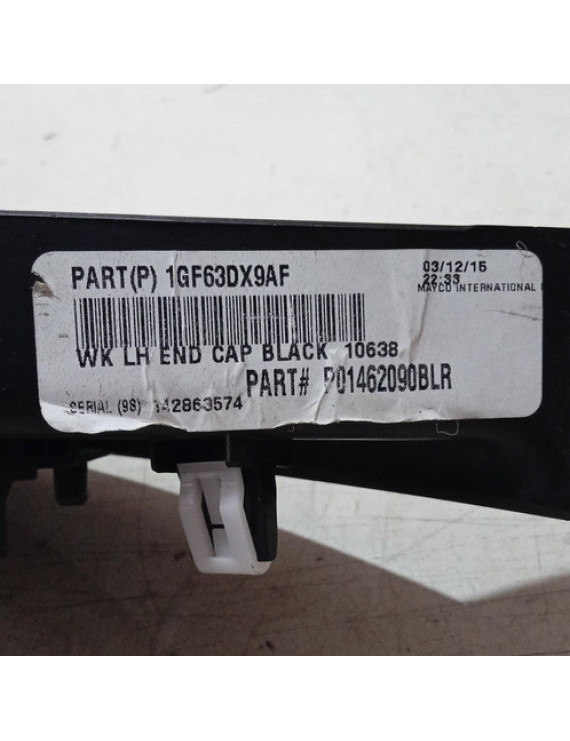 PART(P) 1GF63DX9AF
03/12/15
22:33
MAYCO INTERNATIONAL
WK LH END CAP BLACK 10638
PART# P01462090BLR
SERIAL (9S) 142863574